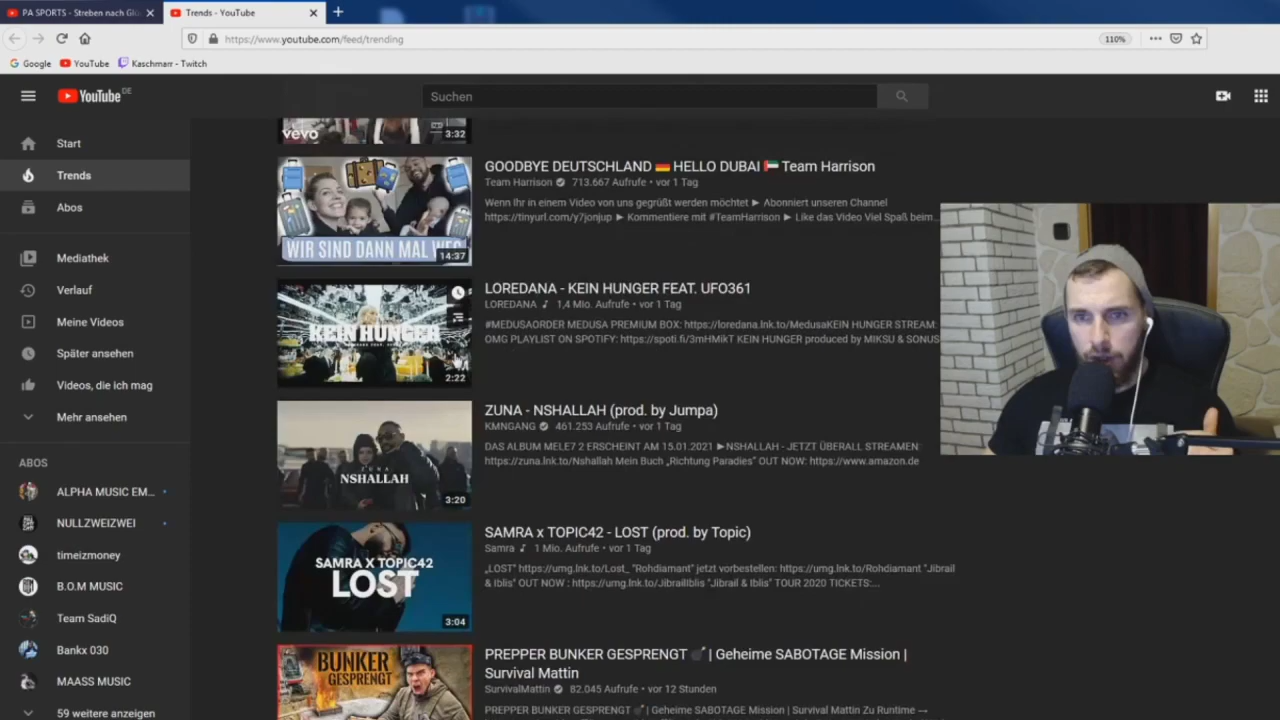 PA SPORTS - Streben nach Glü
Trends - YouTube
https://www.youtube.com/feed/trending
110%
Google
YouTube
Kaschmarr - Twitch
YouTube DE
Suchen
Start
Trends
Abos
Mediathek
Verlauf
Meine Videos
Später ansehen
Videos, die ich mag
Mehr ansehen
ABOS
ALPHA MUSIC EM...
NULLZWEIZWEI
timeizmoney
B.O.M MUSIC
Team SadiQ
Bankx 030
MAASS MUSIC
59 weitere anzeigen
vevo
3:32
WIR SIND DANN MAL WEG
14:37
GOODBYE DEUTSCHLAND 🇩🇪 HELLO DUBAI 🇦🇪 Team Harrison
Team Harrison 713.667 Aufrufe • vor 1 Tag
Wenn Ihr in einem Video von uns gegrüßt werden möchtet ► Abonniert unseren Channel
https://tinyurl.com/y7jonjup ► Kommentiere mit #TeamHarrison ► Like das Video Viel Spaß beim...
KEIN HUNGER
2:22
LOREDANA - KEIN HUNGER FEAT. UFO361
LOREDANA ♪ 1,4 Mio. Aufrufe • vor 1 Tag
#MEDUSAORDER MEDUSA PREMIUM BOX: https://loredana.lnk.to/MedusaKEIN HUNGER STREAM:
OMG PLAYLIST ON SPOTIFY: https://spoti.fi/3mHMikT KEIN HUNGER produced by MIKSU & SONUS
ZUNA
NSHALLAH
3:20
ZUNA - NSHALLAH (prod. by Jumpa)
KMNGANG 461.253 Aufrufe • vor 1 Tag
DAS ALBUM MELE7 2 ERSCHEINT AM 15.01.2021 ►NSHALLAH - JETZT ÜBERALL STREAMEN:
https://zuna.lnk.to/Nshallah Mein Buch „Richtung Paradies" OUT NOW: https://www.amazon.de
SAMRA X TOPIC42
LOST
3:04
SAMRA x TOPIC42 - LOST (prod. by Topic)
Samra ♪ 1 Mio. Aufrufe • vor 1 Tag
„LOST" https://umg.lnk.to/Lost_ "Rohdiamant" jetzt vorbestellen: https://umg.lnk.to/Rohdiamant "Jibrail
& Iblis" OUT NOW : https://umg.lnk.to/JibrailIblis "Jibrail & Iblis" TOUR 2020 TICKETS:...
BUNKER
GESPRENGT
PREPPER BUNKER GESPRENGT 💣 | Geheime SABOTAGE Mission |
Survival Mattin
SurvivalMattin 82.045 Aufrufe • vor 12 Stunden
PREPPER BUNKER GESPRENGT 💣 | Geheime SABOTAGE Mission | Survival Mattin Zu Runtime →